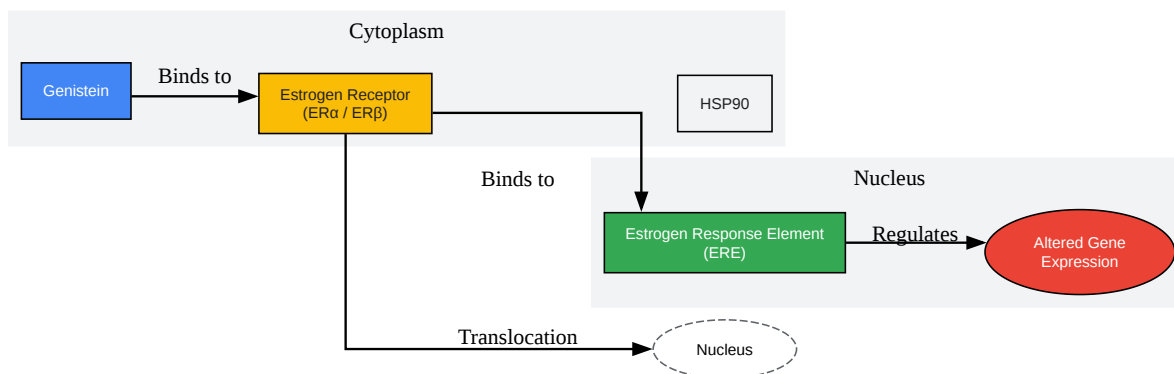 Cytoplasm
Genistein
Binds to
Estrogen Receptor
(ERα / ERβ)
HSP90
Binds to
Nucleus
Estrogen Response Element
(ERE)
Regulates
Altered Gene
Expression
Translocation
Nucleus